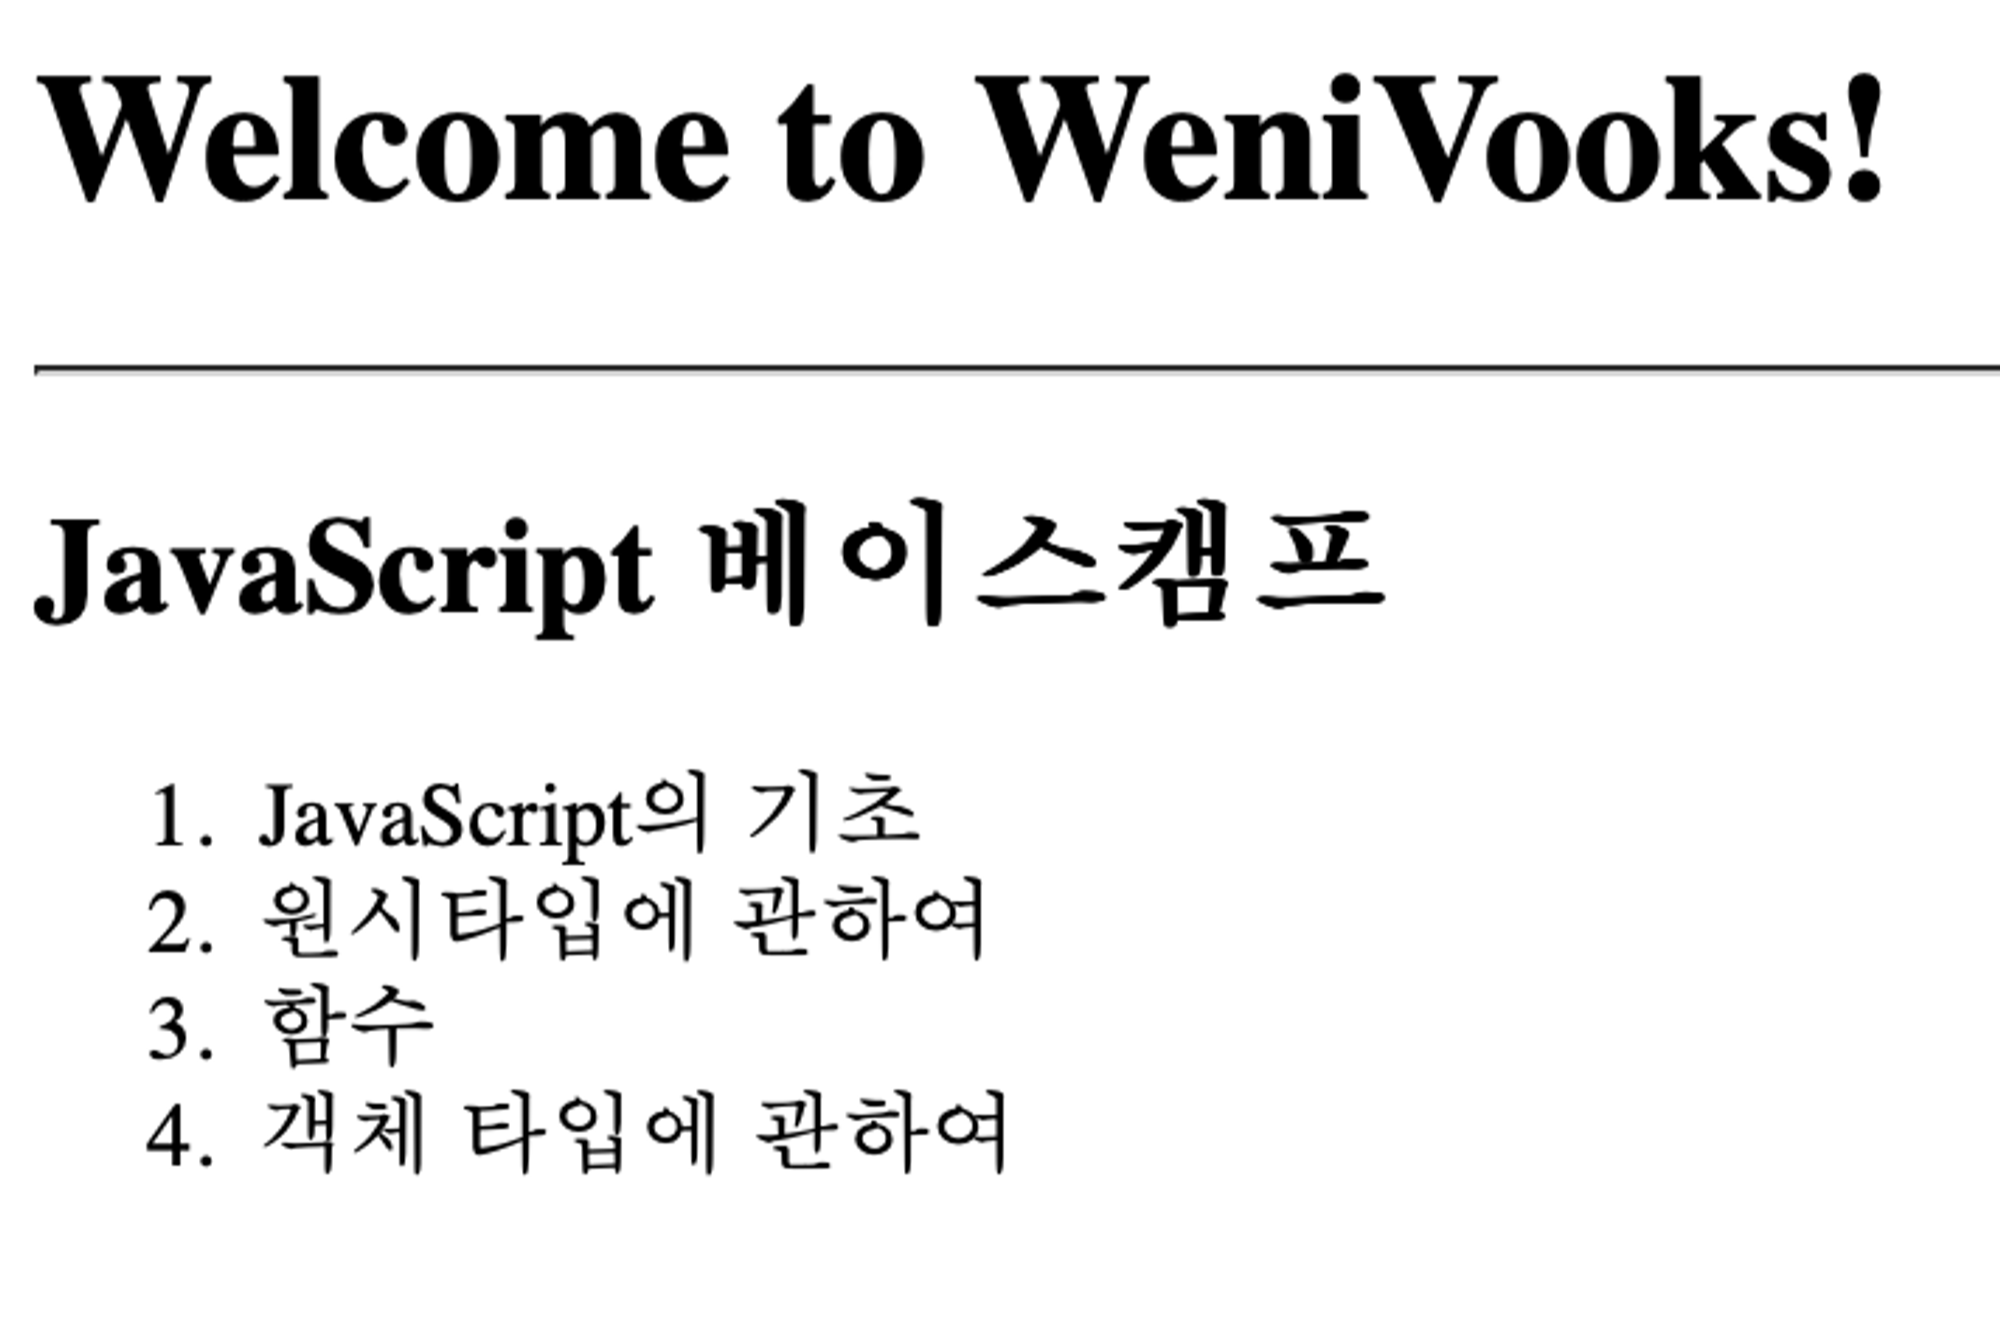 Welcome to WeniVooks!
JavaScript 베이스캠프
1. JavaScript의 기초
2. 원시타입에 관하여
3. 함수
4. 객체 타입에 관하여